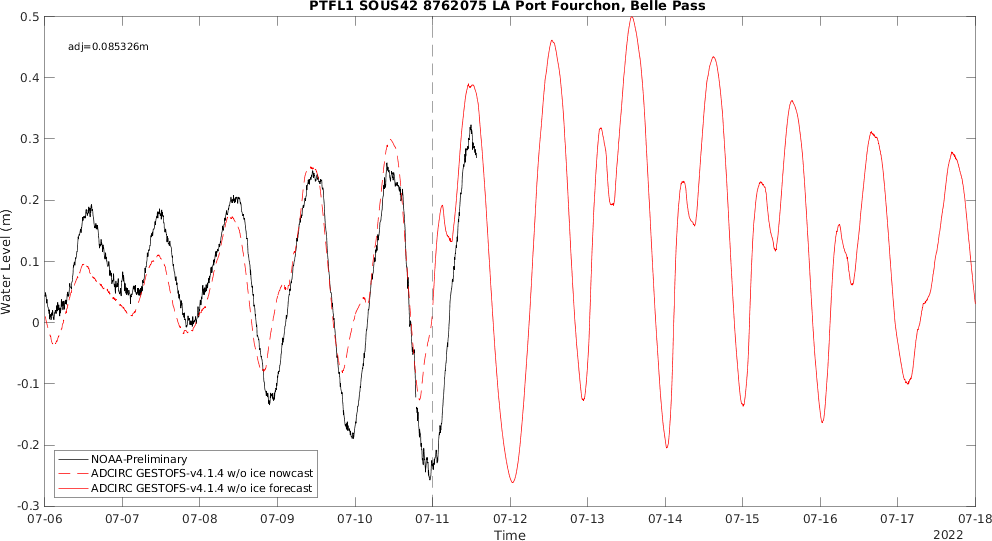 PTFL1 SOUS42 8762075 LA Port Fourchon, Belle Pass
adj=0.085326m
0.5
0.4
0.3
0.2
0.1
0
-0.1
-0.2
-0.3
Water Level (m)
NOAA-Preliminary
ADCIRC GESTOFS-v4.1.4 w/o ice nowcast
ADCIRC GESTOFS-v4.1.4 w/o ice forecast
07-06 07-07 07-08 07-09 07-10 07-11 07-12 07-13 07-14 07-15 07-16 07-17 07-18
Time
2022